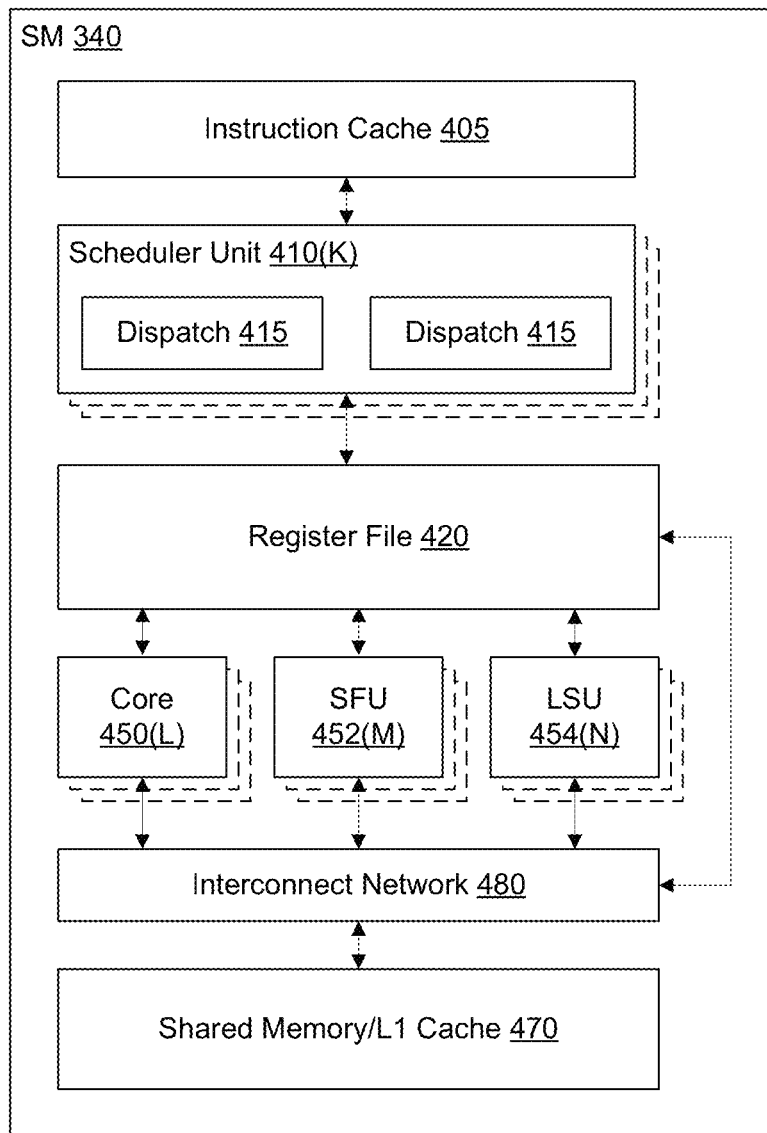 SM 340
Instruction Cache 405
Scheduler Unit 410(K)
Dispatch 415
Dispatch 415
Register File 420
Core
450(L)
SFU
452(M)
LSU
454(N)
Interconnect Network 480
Shared Memory/L1 Cache 470